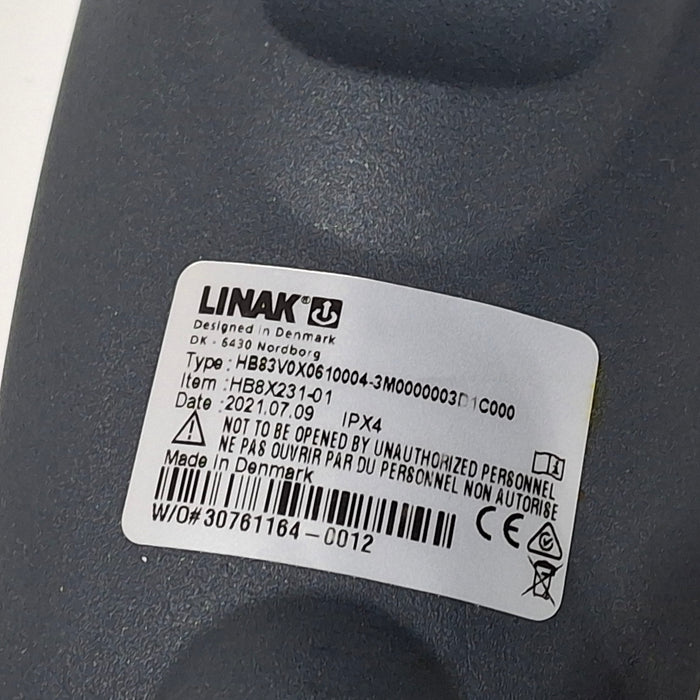 LINAK®
Designed in Denmark
DK - 6430 Nordborg
Type : HB83V0X0610004-3M0000003D1C000
Item :HB8X231-01
Date :2021.07.09 IPX4
NOT TO BE OPENED BY UNAUTHORIZED PERSONNEL
NE PAS OUVRIR PAR DU PERSONNEL NON AUTORISE
Made in Denmark
W/O#30761164-0012
CE